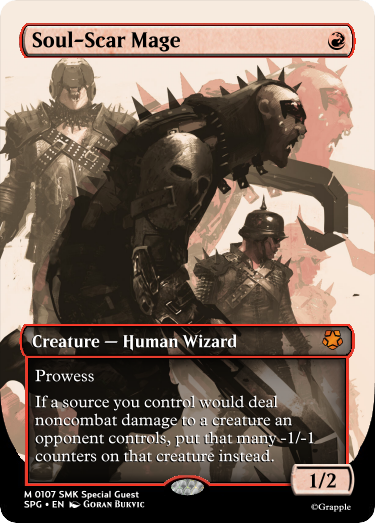 Soul-Scar Mage
Creature — Human Wizard
Prowess
If a source you control would deal
noncombat damage to a creature an
opponent controls, put that many -1/-1
counters on that creature instead.
1/2
M 0107 SMK Special Guest
SPG • EN Goran Bukvic
©Grapple